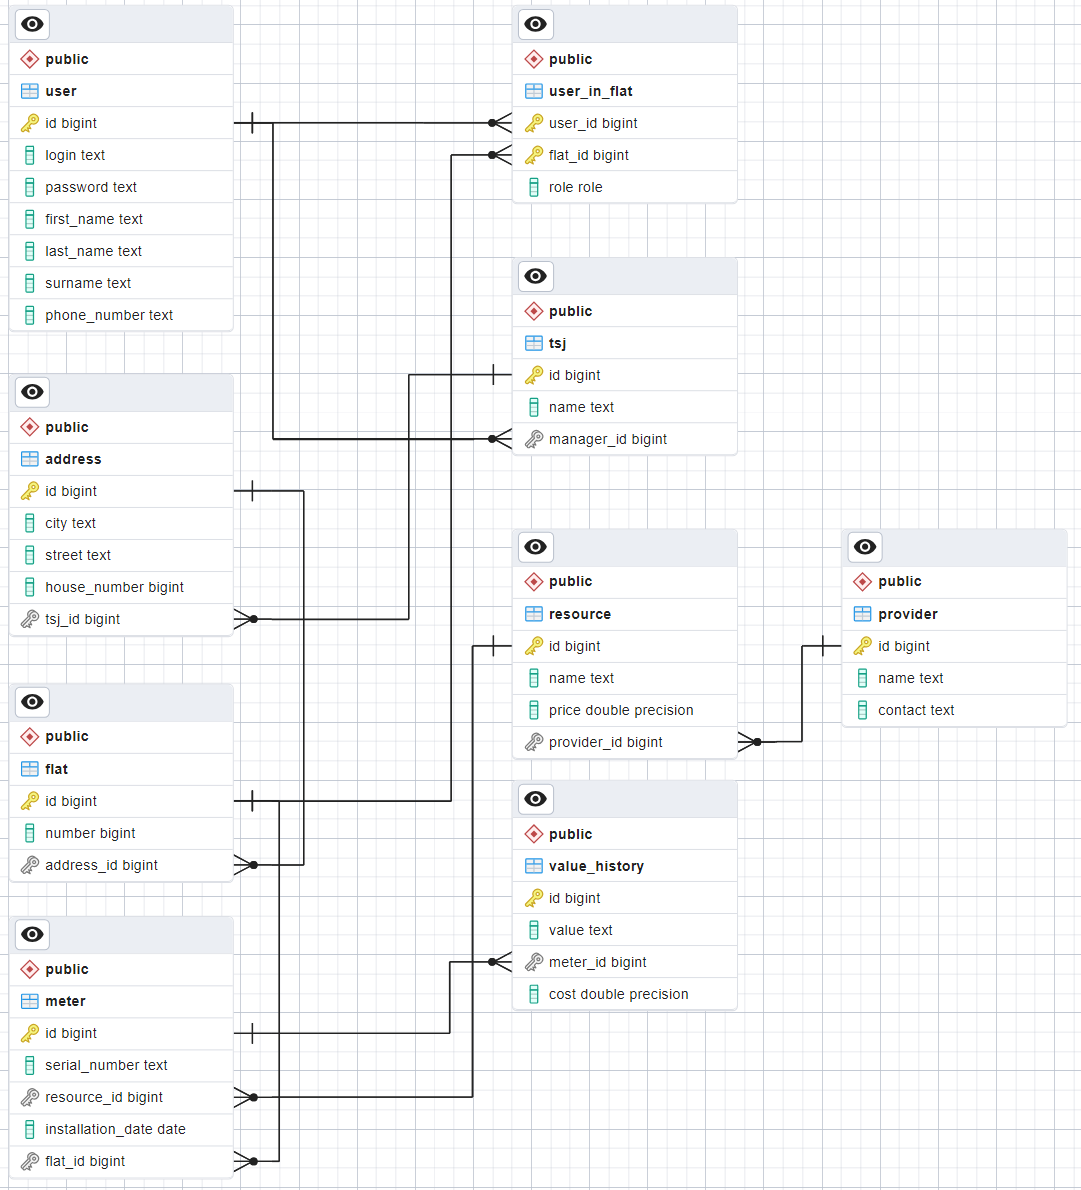 public
user
id bigint
login text
password text
first_name text
last_name text
surname text
phone_number text
public
user_in_flat
user_id bigint
flat_id bigint
role role
public
tsj
id bigint
name text
manager_id bigint
public
address
id bigint
city text
street text
house_number bigint
tsj_id bigint
public
resource
id bigint
name text
price double precision
provider_id bigint
public
provider
id bigint
name text
contact text
public
flat
id bigint
number bigint
address_id bigint
public
value_history
id bigint
value text
meter_id bigint
cost double precision
public
meter
id bigint
serial_number text
resource_id bigint
installation_date date
flat_id bigint